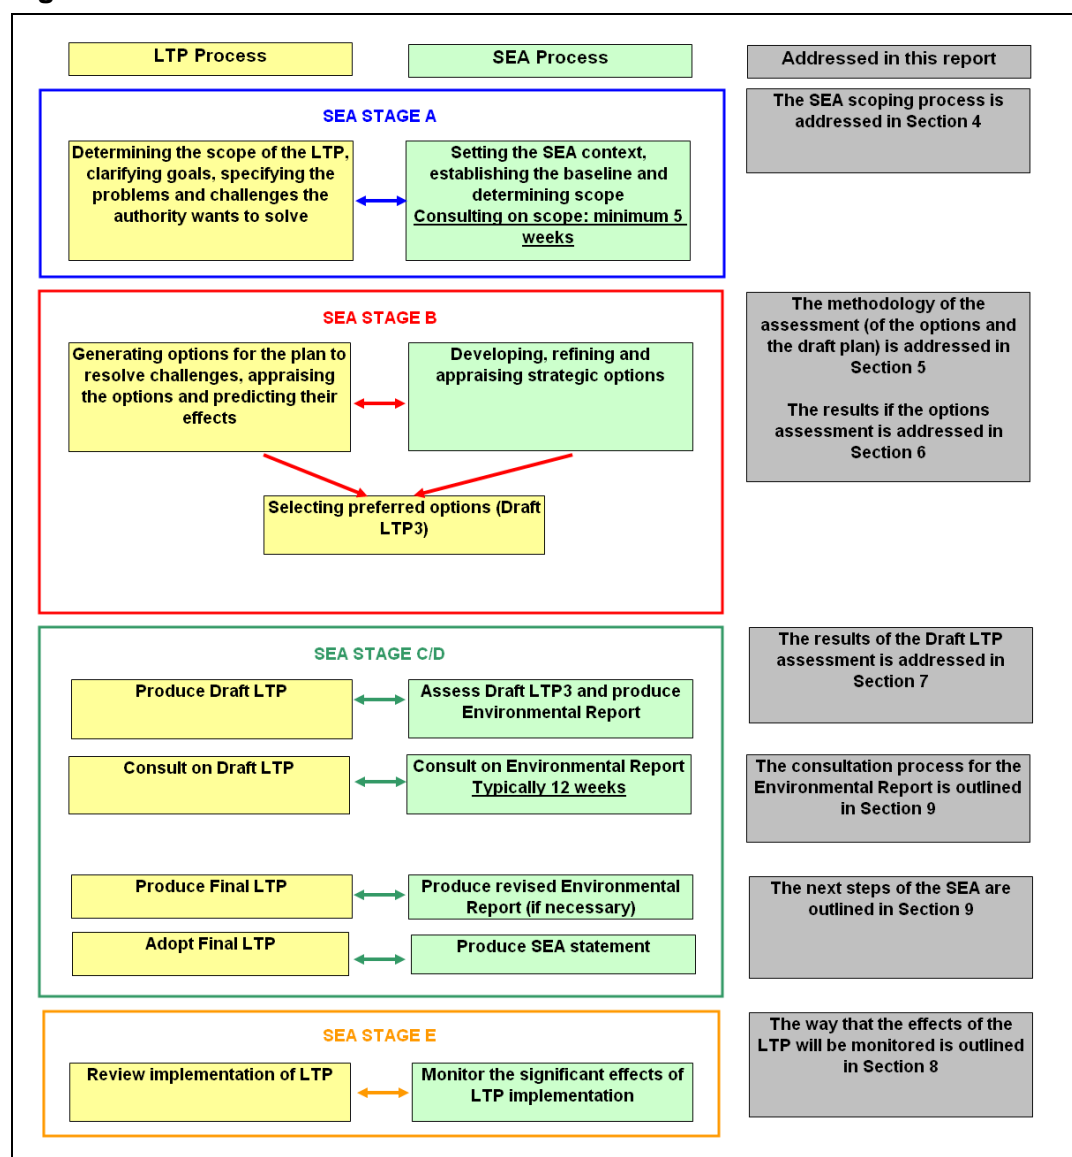 LTP Process
SEA Process
Addressed in this report
SEA STAGE A
Determining the scope of the LTP,
clarifying goals, specifying the
problems and challenges the
authority wants to solve
Setting the SEA context,
establishing the baseline and
determining scope
Consulting on scope: minimum 5
weeks
The SEA scoping process is
addressed in Section 4
SEA STAGE B
Generating options for the plan to
resolve challenges, appraising
the options and predicting their
effects
Developing, refining and
appraising strategic options
Selecting preferred options (Draft
LTP3)
The methodology of the
assessment (of the options and
the draft plan) is addressed in
Section 5
The results if the options
assessment is addressed in
Section 6
SEA STAGE C/D
Produce Draft LTP
Assess Draft LTP3 and produce
Environmental Report
The results of the Draft LTP
assessment is addressed in
Section 7
Consult on Draft LTP
Consult on Environmental Report
Typically 12 weeks
The consultation process for the
Environmental Report is outlined
in Section 9
Produce Final LTP
Produce revised Environmental
Report (if necessary)
The next steps of the SEA are
outlined in Section 9
Adopt Final LTP
Produce SEA statement
SEA STAGE E
Review implementation of LTP
Monitor the significant effects of
LTP implementation
The way that the effects of the
LTP will be monitored is outlined
in Section 8